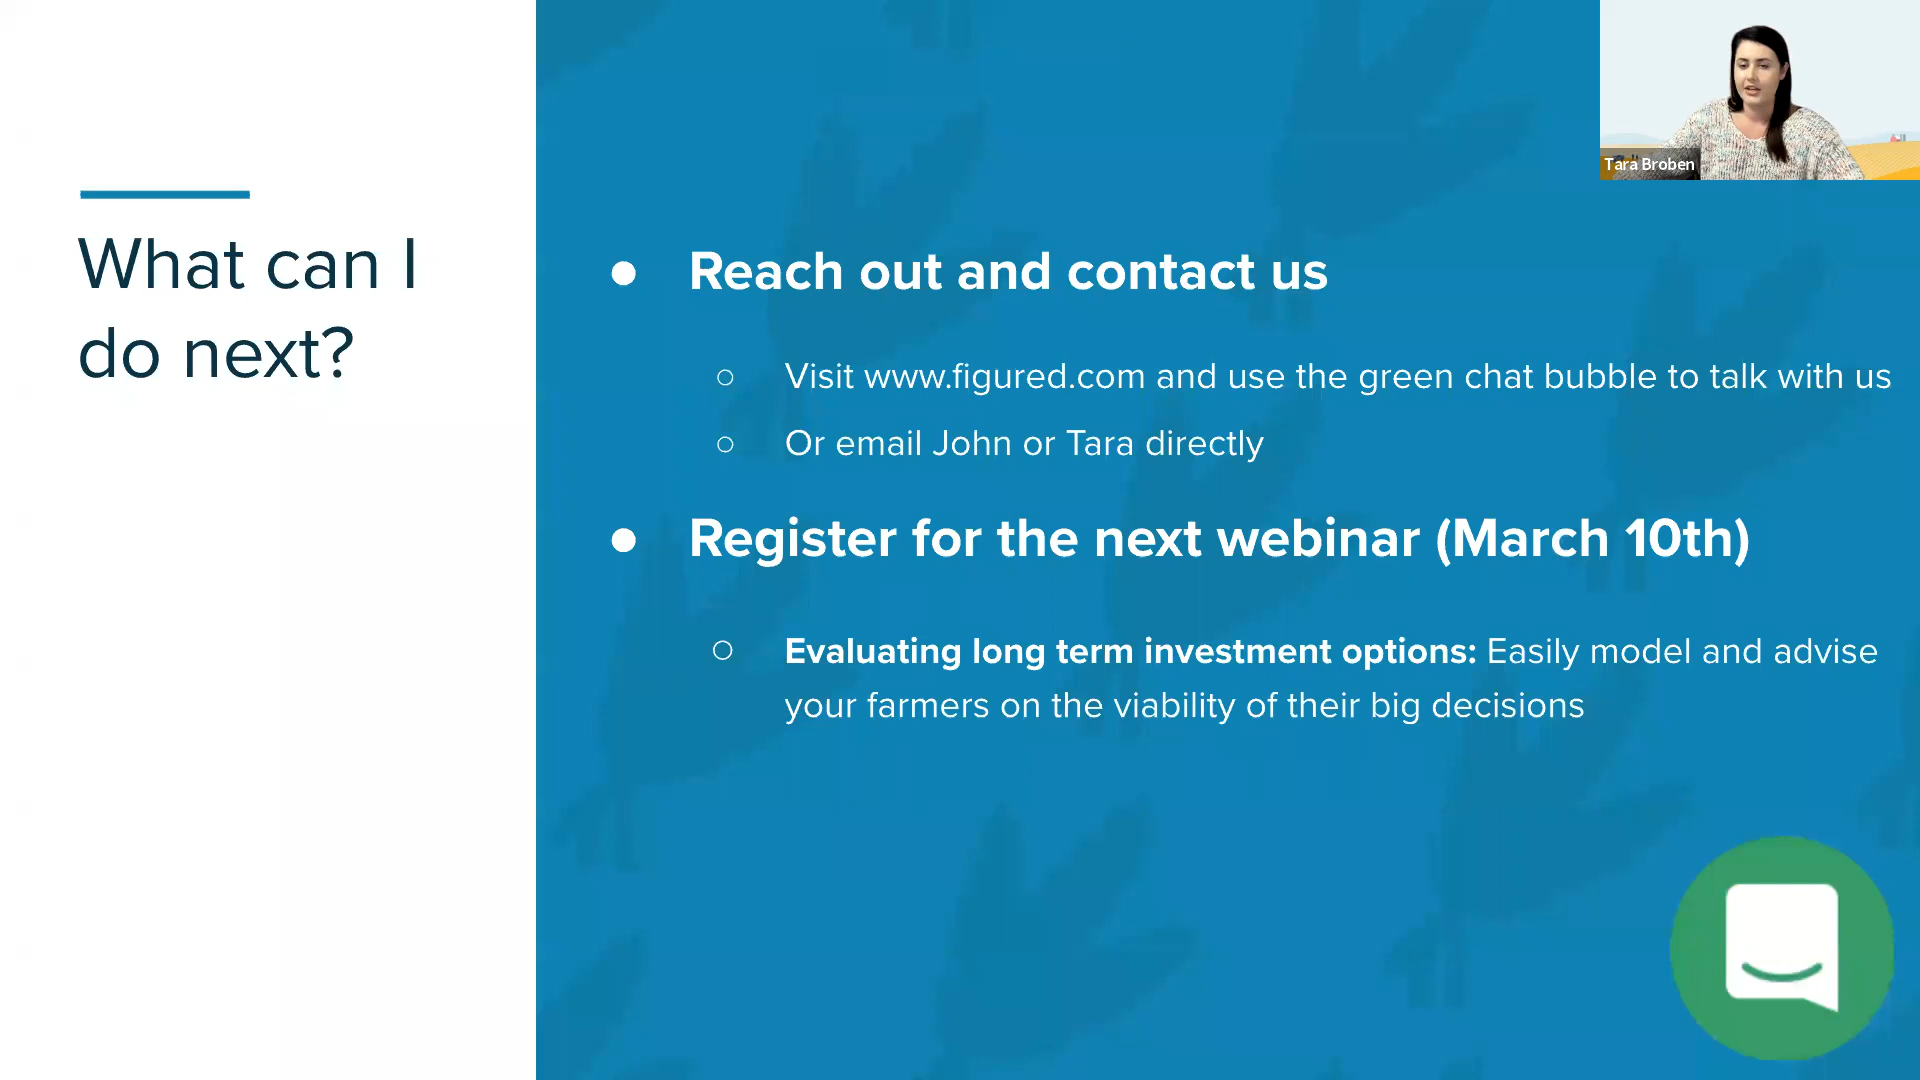 What can I
do next?
Tara Broben
● Reach out and contact us
○ Visit www.figured.com and use the green chat bubble to talk with us
○ Or email John or Tara directly
● Register for the next webinar (March 10th)
○ Evaluating long term investment options: Easily model and advise
your farmers on the viability of their big decisions